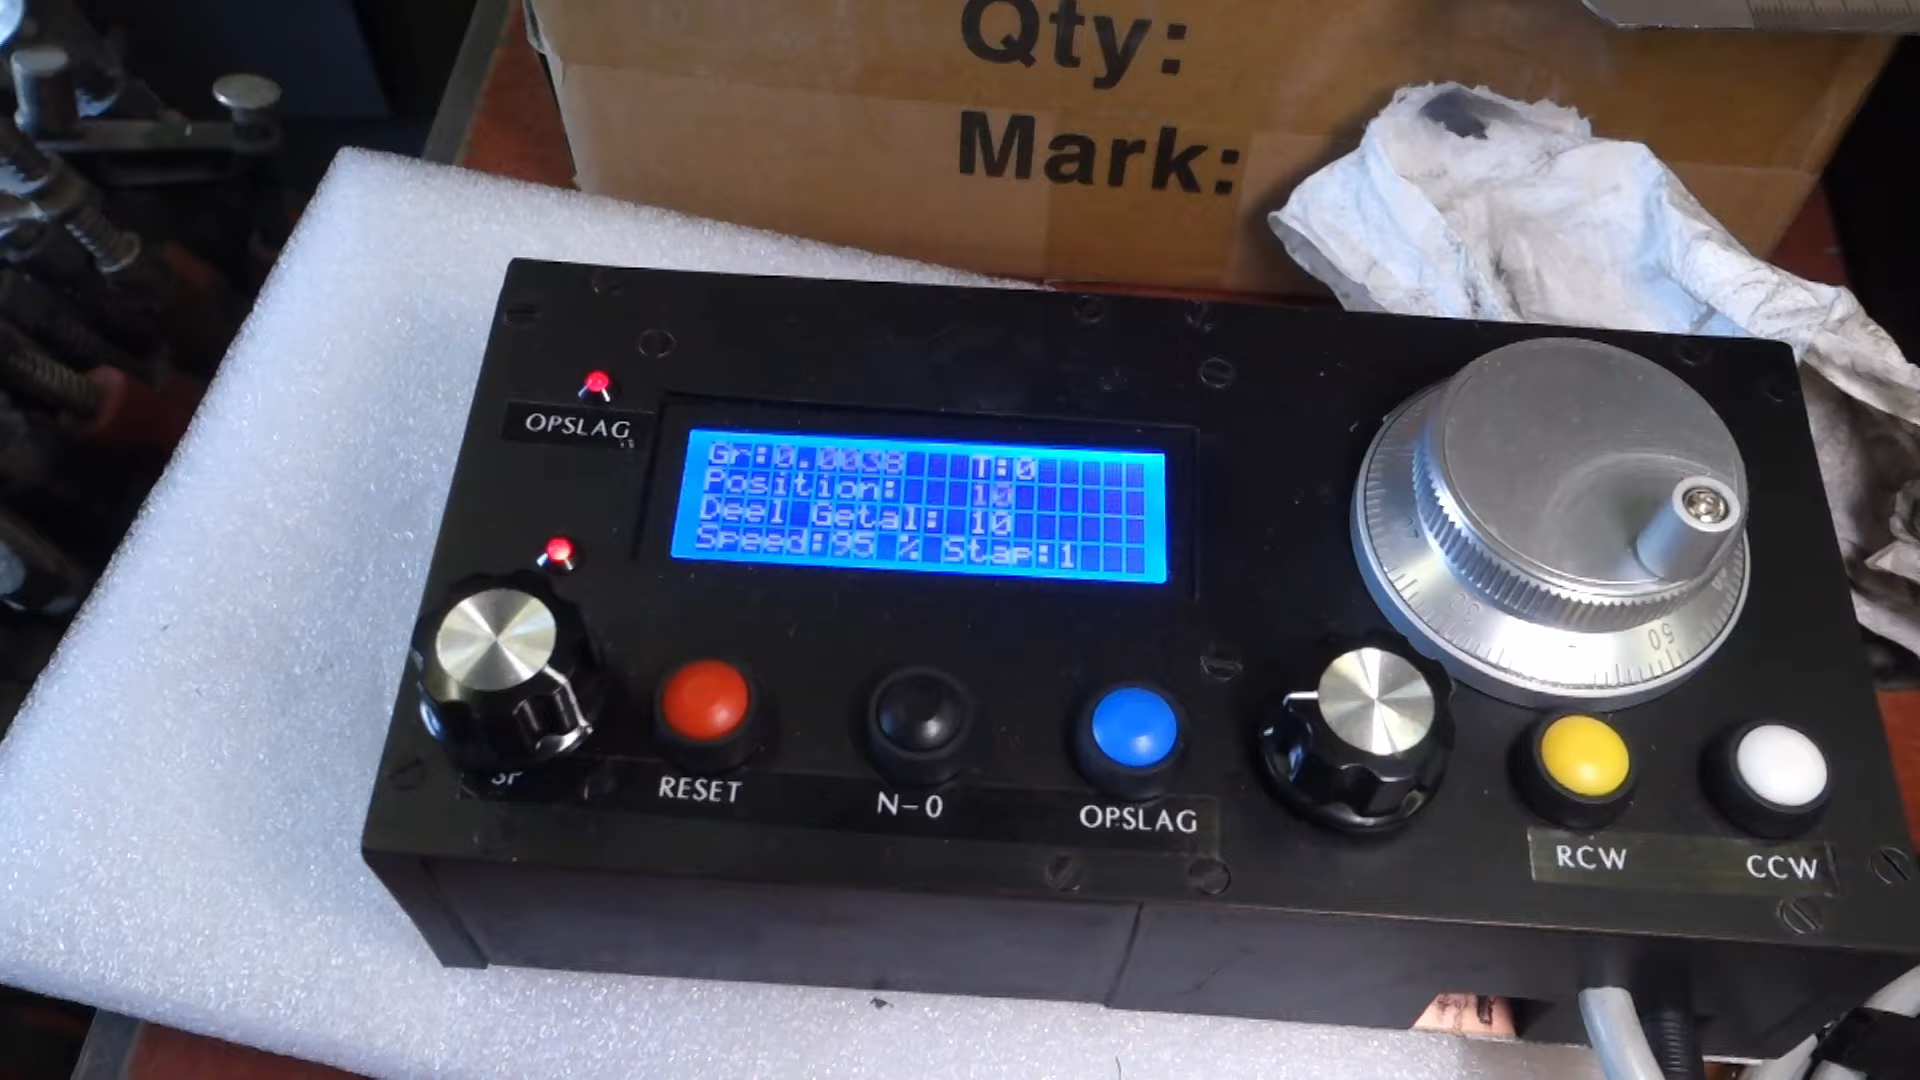 Qty:
Mark:
OPSLAG
Gr:0.0038 T:0
Position: 10
Deel Getal: 10
Speed:95 % Stap:1
RESET
N-0
OPSLAG
RCW
CCW
50